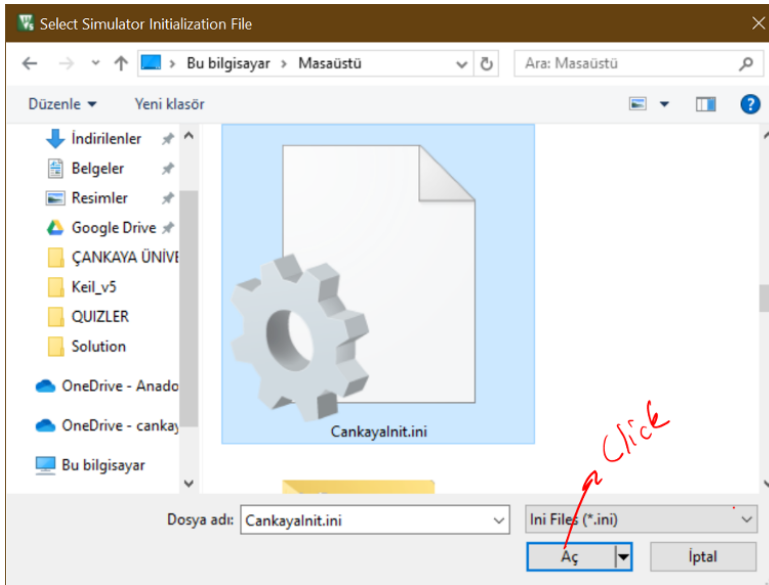 Select Simulator Initialization File
Bu bilgisayar > Masaüstü
Ara: Masaüstü
Düzenle
Yeni klasör
İndirilenler
Belgeler
Resimler
Google Drive
ÇANKAYA ÜNİVE
Keil_v5
QUIZLER
Solution
OneDrive - Anado
OneDrive - cankay
Bu bilgisayar
CankayaInit.ini
Click
Dosya adı: CankayaInit.ini
Ini Files (*.ini)
Aç
İptal